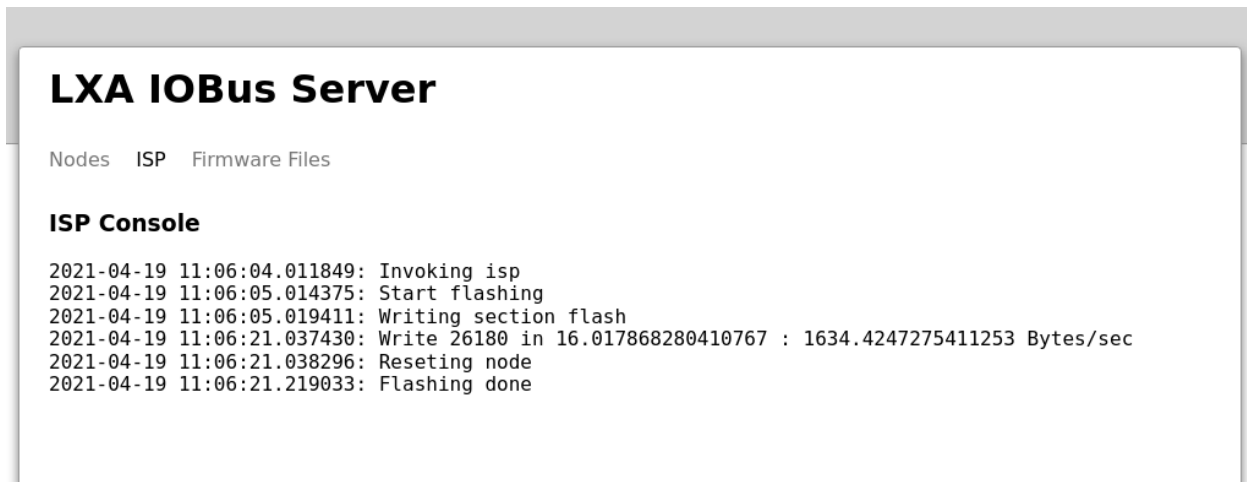 LXA IOBus Server
Nodes ISP Firmware Files
ISP Console
2021-04-19 11:06:04.011849: Invoking isp
2021-04-19 11:06:05.014375: Start flashing
2021-04-19 11:06:05.019411: Writing section flash
2021-04-19 11:06:21.037430: Write 26180 in 16.017868280410767 : 1634.4247275411253 Bytes/sec
2021-04-19 11:06:21.038296: Reseting node
2021-04-19 11:06:21.219033: Flashing done